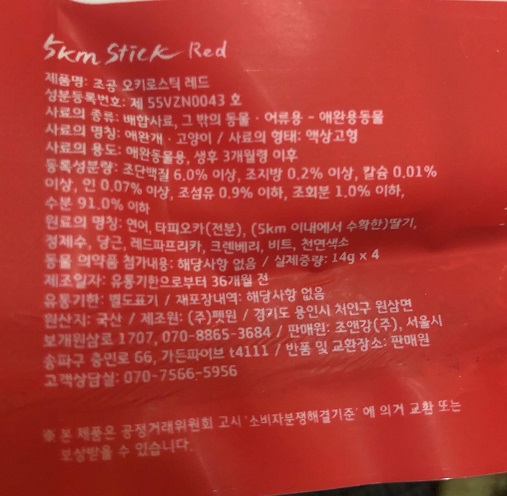 5km Stick Red
제품명: 조공 오키로스틱 레드
성분등록번호: 제 55VZN0043 호
사료의 종류: 배합사료, 그 밖의 동물 · 어류용 - 애완용동물
사료의 명칭: 애완개 · 고양이 / 사료의 형태: 액상고형
사료의 용도: 애완동물용, 생후 3개월령 이후
등록성분량: 조단백질 6.0% 이상, 조지방 0.2% 이상, 칼슘 0.01%
이상, 인 0.07% 이상, 조섬유 0.9% 이하, 조회분 1.0% 이하,
수분 91.0% 이하
원료의 명칭: 연어, 타피오카(전분), (5km 이내에서 수확한)딸기,
정제수, 당근, 레드파프리카, 크렌베리, 비트, 천연색소
동물 의약품 첨가내용: 해당사항 없음 / 실제중량: 14g x 4
제조일자: 유통기한으로부터 36개월 전
유통기한: 별도표기 / 재포장내역: 해당사항 없음
원산지: 국산 / 제조원: (주)펫원 / 경기도 용인시 처인구 원삼면
보개원삼로 1707, 070-8865-3684 / 판매원: 조앤강(주), 서울시
송파구 충민로 66, 가든파이브 t4111 / 반품 및 교환장소: 판매원
고객상담실: 070-7566-5956
※ 본 제품은 공정거래위원회 고시 '소비자분쟁해결기준' 에 의거 교환 또는
보상받을 수 있습니다.